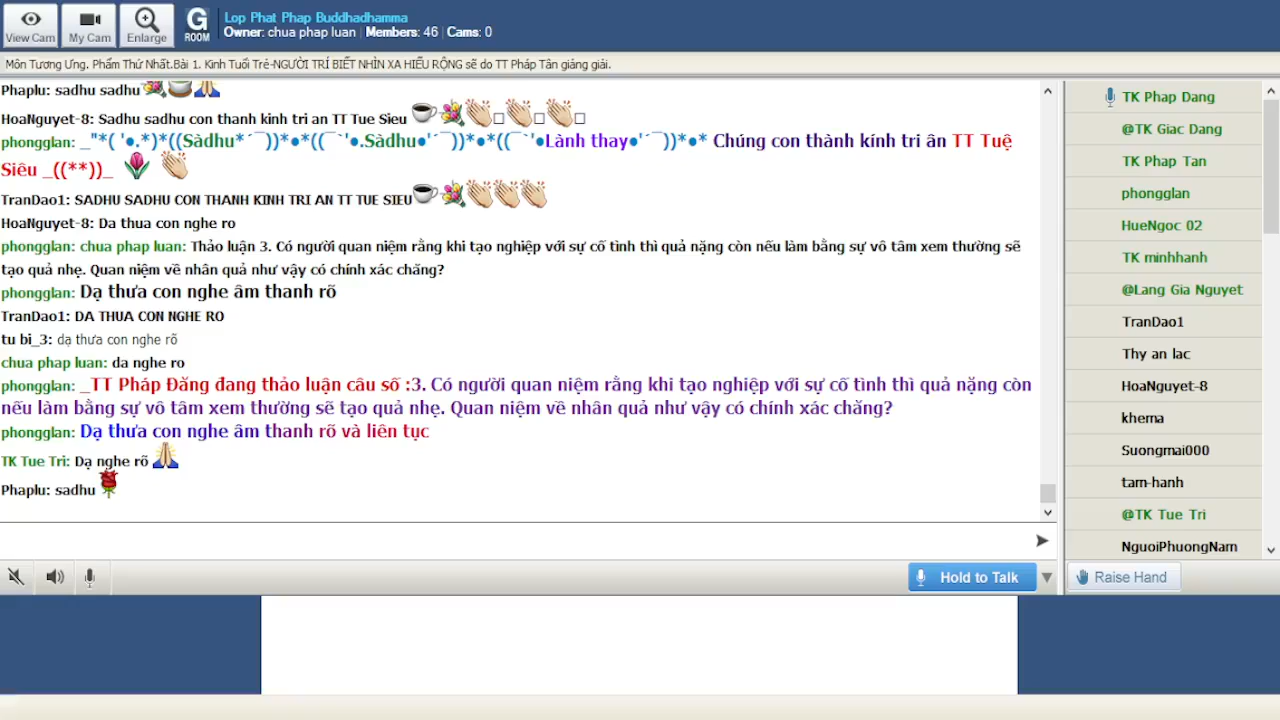 View Cam
My Cam
Enlarge
G
ROOM
Lop Phat Phap Buddhadhamma
Owner: chua phap luan | Members: 46 | Cams: 0
Môn Tương Ưng. Phẩm Thứ Nhất.Bài 1. Kinh Tuổi Trẻ-NGƯỜI TRÍ BIẾT NHÌN XA HIỂU RỘNG sẽ do TT Pháp Tân giảng giải.
Phaplu: sadhu sadhu
HoaNguyet-8: Sadhu sadhu con thanh kinh tri an TT Tue Sieu
phongglan: _"*( '●.*)*((Sàdhu*´¯))*●*((¯`'●.Sàdhu●'´¯))*●*((¯`'●Lành thay●'´¯))*●* Chúng con thành kính tri ân TT Tuệ
Siêu _((**))_
TranDao1: SADHU SADHU CON THANH KINH TRI AN TT TUE SIEU
HoaNguyet-8: Da thua con nghe ro
phongglan: chua phap luan: Thảo luận 3. Có người quan niệm rằng khi tạo nghiệp với sự cố tình thì quả nặng còn nếu làm bằng sự vô tâm xem thường sẽ
tạo quả nhẹ. Quan niệm về nhân quả như vậy có chính xác chăng?
phongglan: Dạ thưa con nghe âm thanh rõ
TranDao1: DA THUA CON NGHE RO
tu bi_3: dạ thưa con nghe rõ
chua phap luan: da nghe ro
phongglan: _TT Pháp Đăng đang thảo luận câu số :3. Có người quan niệm rằng khi tạo nghiệp với sự cố tình thì quả nặng còn
nếu làm bằng sự vô tâm xem thường sẽ tạo quả nhẹ. Quan niệm về nhân quả như vậy có chính xác chăng?
phongglan: Dạ thưa con nghe âm thanh rõ và liên tục
TK Tue Tri: Dạ nghe rõ
Phaplu: sadhu
TK Phap Dang
@TK Giac Dang
TK Phap Tan
phongglan
HueNgoc 02
TK minhhanh
@Lang Gia Nguyet
TranDao1
Thy an lac
HoaNguyet-8
khema
Suongmai000
tam-hanh
@TK Tue Tri
NguoiPhuongNam
Hold to Talk
Raise Hand